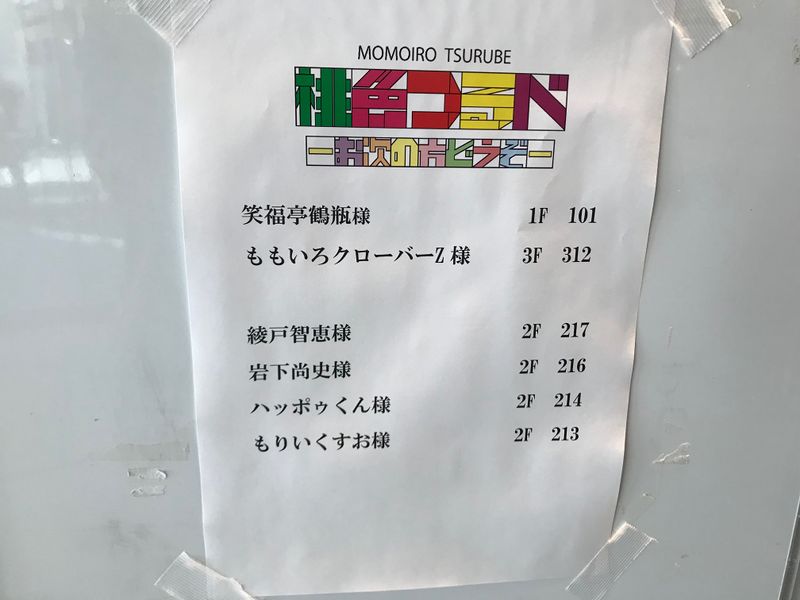 MOMOIRO TSURUBE
桃色つるべ
ーお次の方どうぞー
笑福亭鶴瓶様 1F 101
ももいろクローバーZ 様 3F 312
綾戸智恵様 2F 217
岩下尚史様 2F 216
ハッポゥくん様 2F 214
もりいくすお様 2F 213